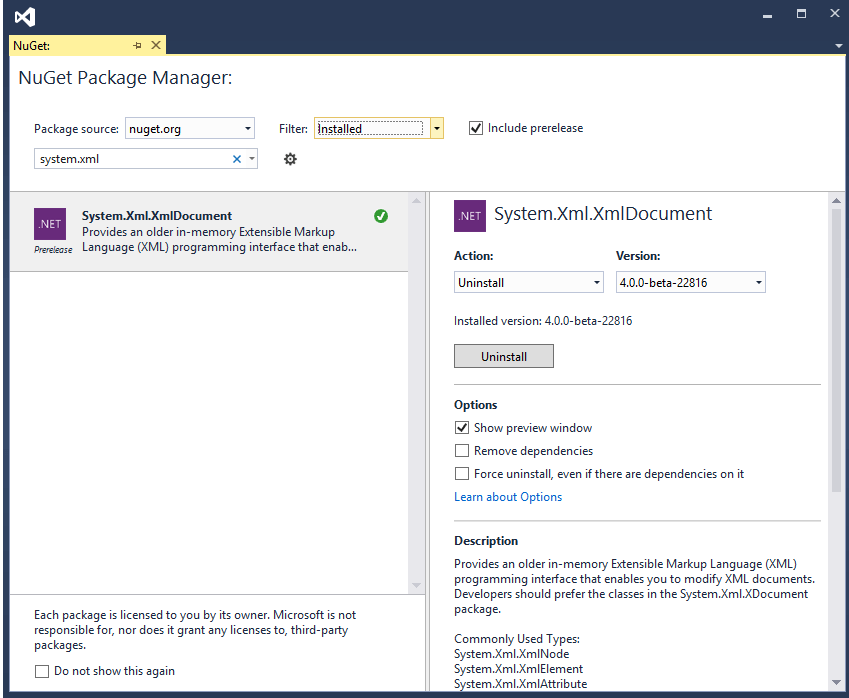 NuGet:
NuGet Package Manager:
Package source: nuget.org Filter: Installed Include prerelease
system.xml
.NET
Prerelease
System.Xml.XmlDocument
Provides an older in-memory Extensible Markup
Language (XML) programming interface that enab...
Each package is licensed to you by its owner. Microsoft is not
responsible for, nor does it grant any licenses to, third-party
packages.
Do not show this again
.NET System.Xml.XmlDocument
Action: Version:
Uninstall 4.0.0-beta-22816
Installed version: 4.0.0-beta-22816
Uninstall
Options
Show preview window
Remove dependencies
Force uninstall, even if there are dependencies on it
Learn about Options
Description
Provides an older in-memory Extensible Markup Language (XML)
programming interface that enables you to modify XML documents.
Developers should prefer the classes in the System.Xml.XDocument
package.
Commonly Used Types:
System.Xml.XmlNode
System.Xml.XmlElement
System.Xml.XmlAttribute